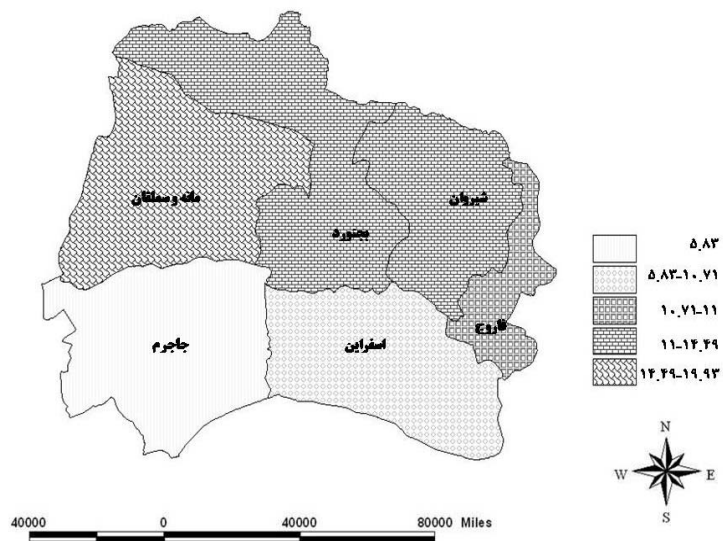 مانه و سملقان
شیروان
بجنورد
فاروج
اسفراین
جاجرم
۵.۸۳
۵.۸۳-۱۰.۷۱
۱۰.۷۱-۱۱
۱۱-۱۴.۴۹
۱۴.۴۹-۱۹.۹۳
N
W E
S
40000 0 40000 80000 Miles